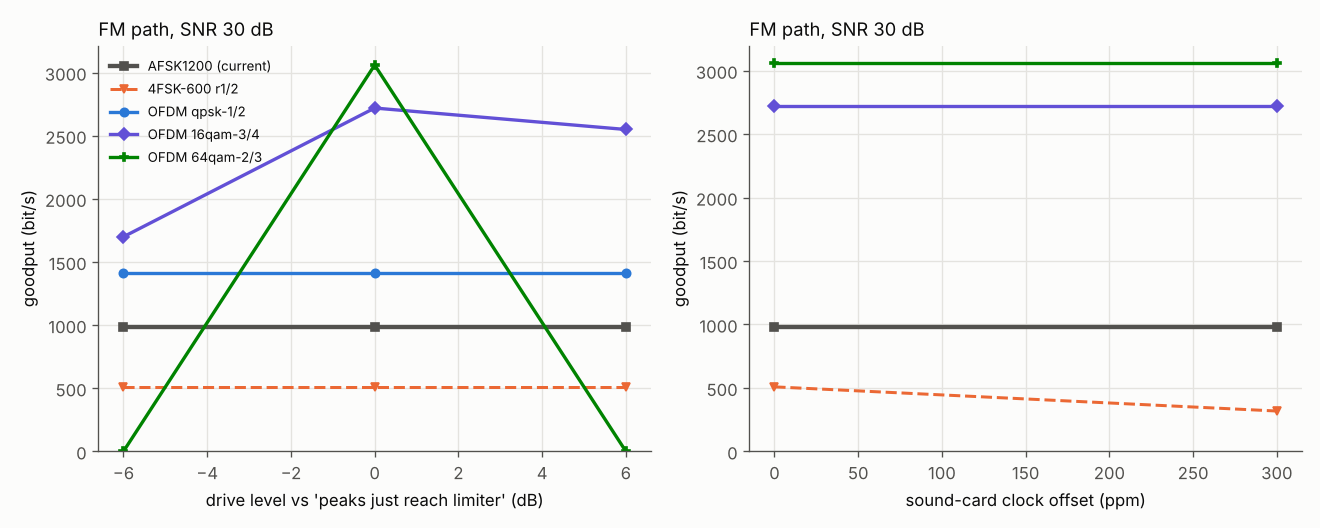 FM path, SNR 30 dB
AFSK1200 (current)
4FSK-600 r1/2
OFDM qpsk-1/2
OFDM 16qam-3/4
OFDM 64qam-2/3
goodput (bit/s)
3000
2500
2000
1500
1000
500
0
−6
−4
−2
0
2
4
6
drive level vs 'peaks just reach limiter' (dB)
FM path, SNR 30 dB
goodput (bit/s)
3000
2500
2000
1500
1000
500
0
0
50
100
150
200
250
300
sound-card clock offset (ppm)